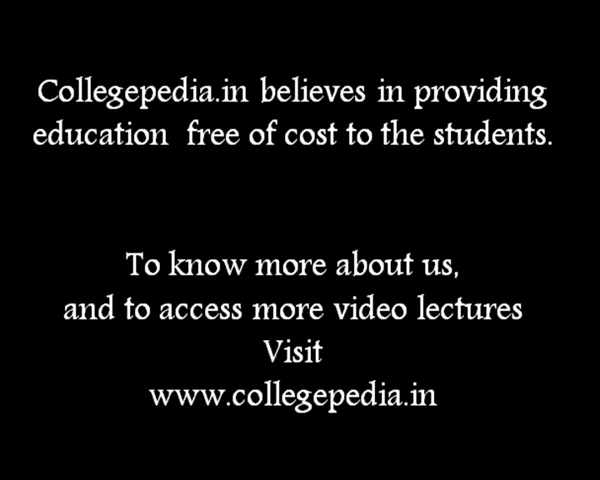 Collegepedia.in believes in providing
education free of cost to the students.
To know more about us,
and to access more video lectures
Visit
www.collegepedia.in